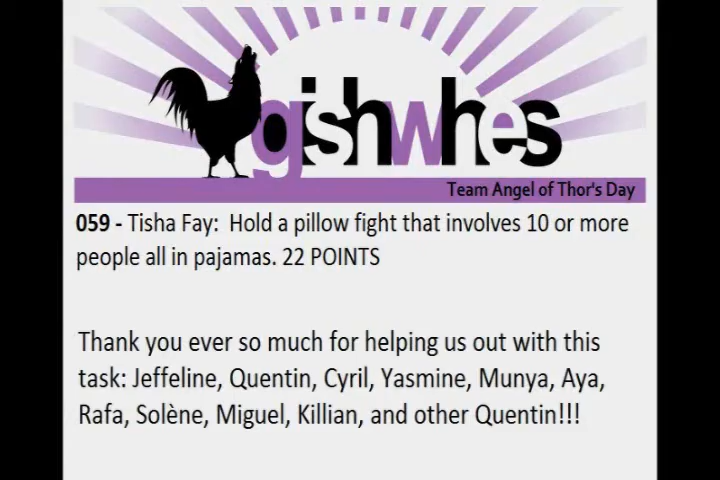 gishwhes
Team Angel of Thor's Day
059 - Tisha Fay: Hold a pillow fight that involves 10 or more
people all in pajamas. 22 POINTS
Thank you ever so much for helping us out with this
task: Jeffeline, Quentin, Cyril, Yasmine, Munya, Aya,
Rafa, Solène, Miguel, Killian, and other Quentin!!!